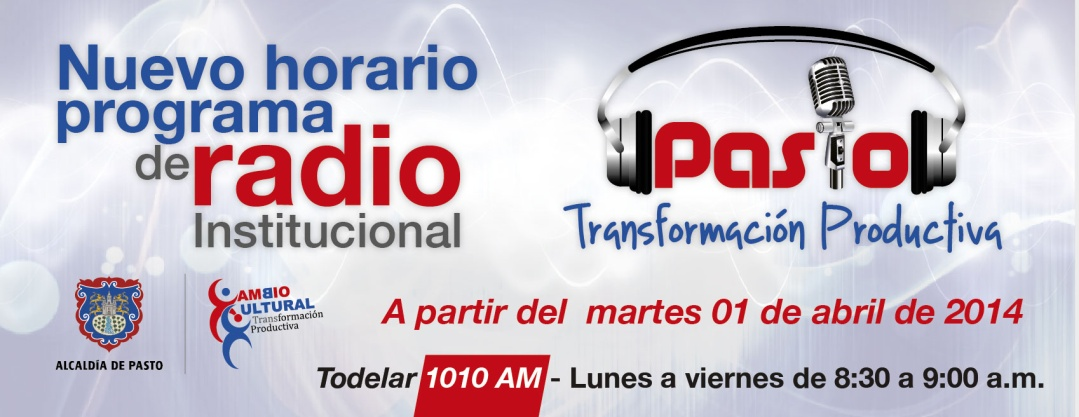 Nuevo horario
programa
de radio
Institucional
Pasto
Transformación Productiva
ALCALDÍA DE PASTO
CAMBIO
CULTURAL
Transformación
Productiva
A partir del martes 01 de abril de 2014
Todelar 1010 AM - Lunes a viernes de 8:30 a 9:00 a.m.